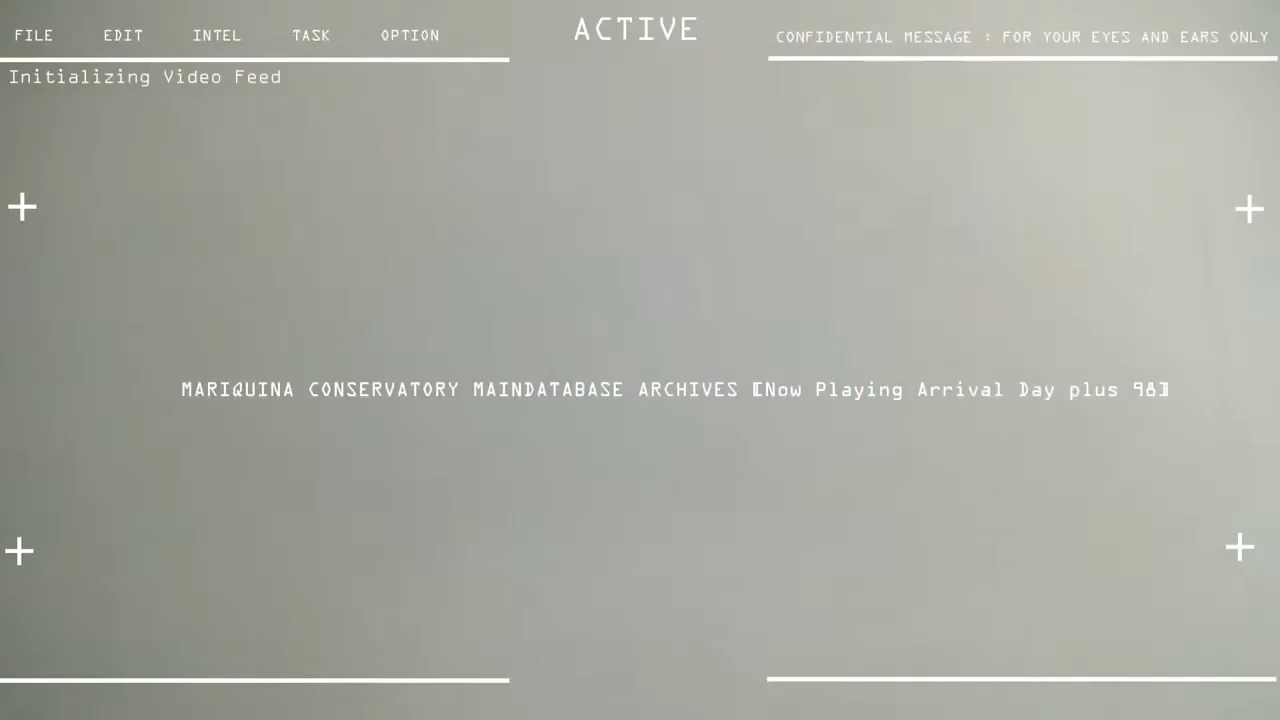 FILE EDIT INTEL TASK OPTION
ACTIVE
CONFIDENTIAL MESSAGE : FOR YOUR EYES AND EARS ONLY
Initializing Video Feed
MARIQUINA CONSERVATORY MAINDATABASE ARCHIVES [Now Playing Arrival Day plus 98]